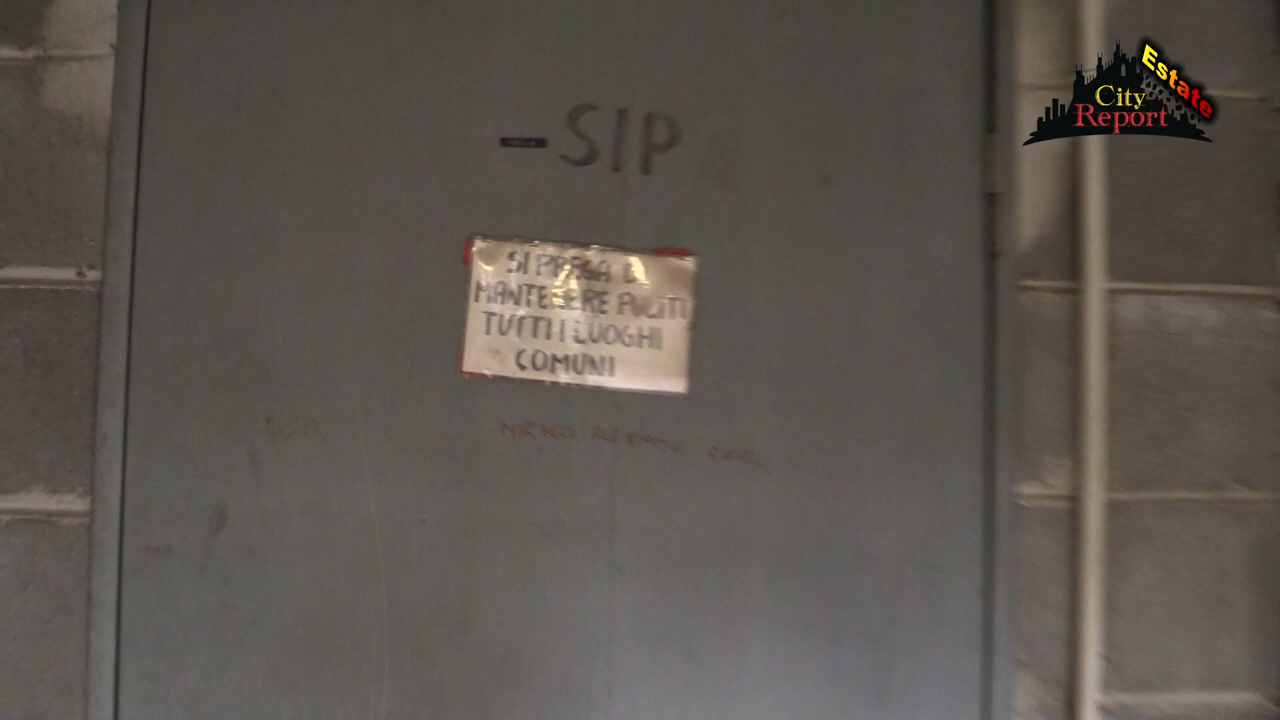 Estate
City
Report
-SIP
SI PREGA DI
MANTENERE PULITI
TUTTI I LUOGHI
COMUNI